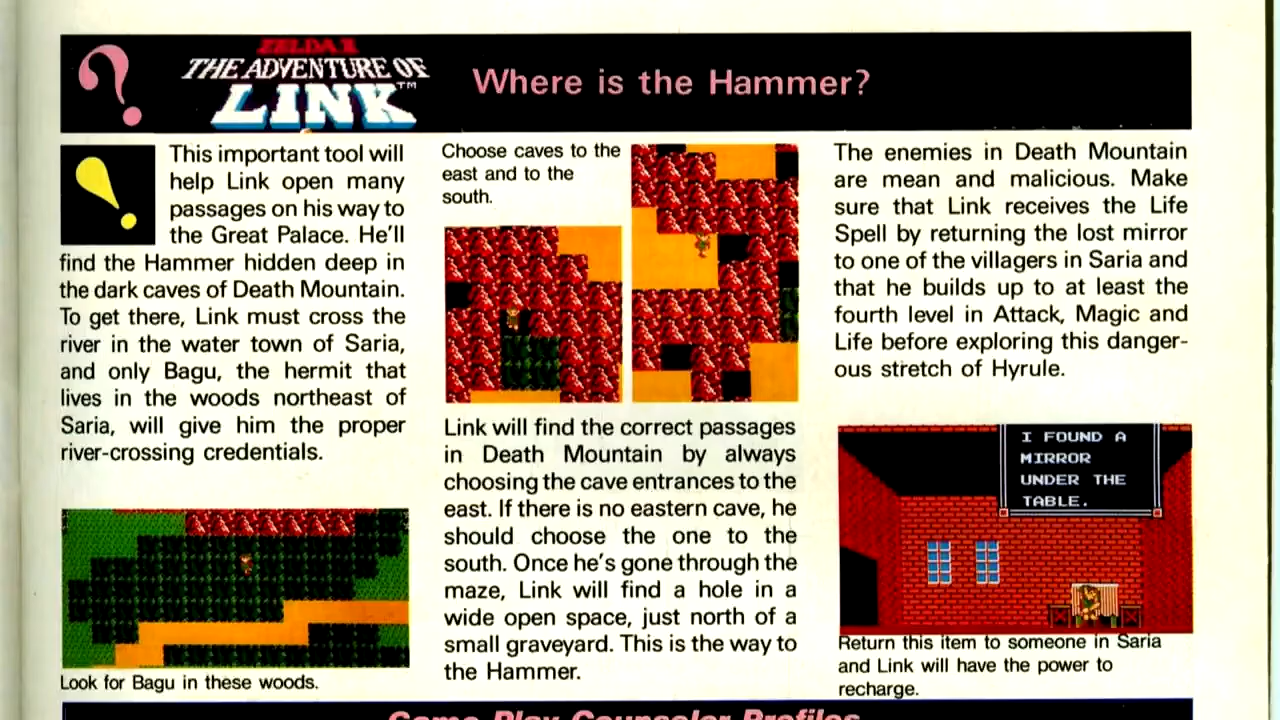 ZELDA II
THE ADVENTURE OF
LINK™
Where is the Hammer?
This important tool will
help Link open many
passages on his way to
the Great Palace. He'll
find the Hammer hidden deep in
the dark caves of Death Mountain.
To get there, Link must cross the
river in the water town of Saria,
and only Bagu, the hermit that
lives in the woods northeast of
Saria, will give him the proper
river-crossing credentials.
Look for Bagu in these woods.
Choose caves to the
east and to the
south.
Link will find the correct passages
in Death Mountain by always
choosing the cave entrances to the
east. If there is no eastern cave, he
should choose the one to the
south. Once he's gone through the
maze, Link will find a hole in a
wide open space, just north of a
small graveyard. This is the way to
the Hammer.
The enemies in Death Mountain
are mean and malicious. Make
sure that Link receives the Life
Spell by returning the lost mirror
to one of the villagers in Saria and
that he builds up to at least the
fourth level in Attack, Magic and
Life before exploring this danger-
ous stretch of Hyrule.
I FOUND A
MIRROR
UNDER THE
TABLE.
Return this item to someone in Saria
and Link will have the power to
recharge.
Game Play Counselor Profiles